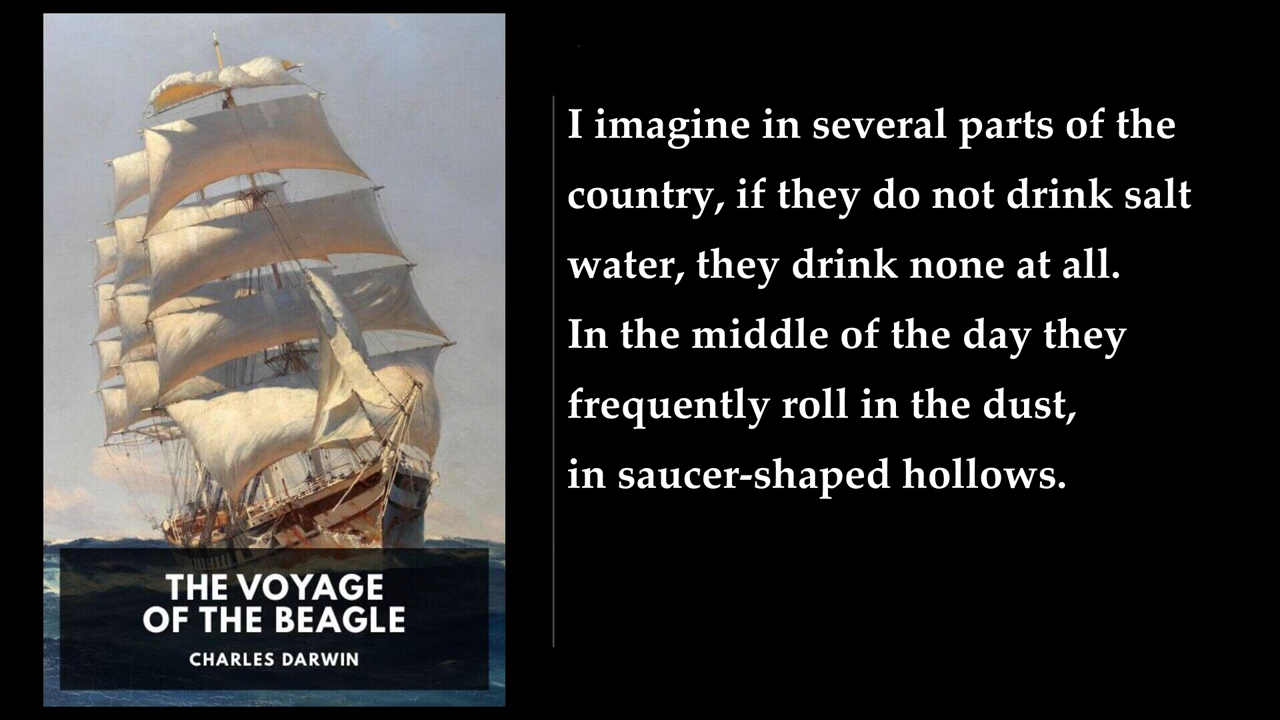 THE VOYAGE
OF THE BEAGLE
CHARLES DARWIN
I imagine in several parts of the
country, if they do not drink salt
water, they drink none at all.
In the middle of the day they
frequently roll in the dust,
in saucer-shaped hollows.